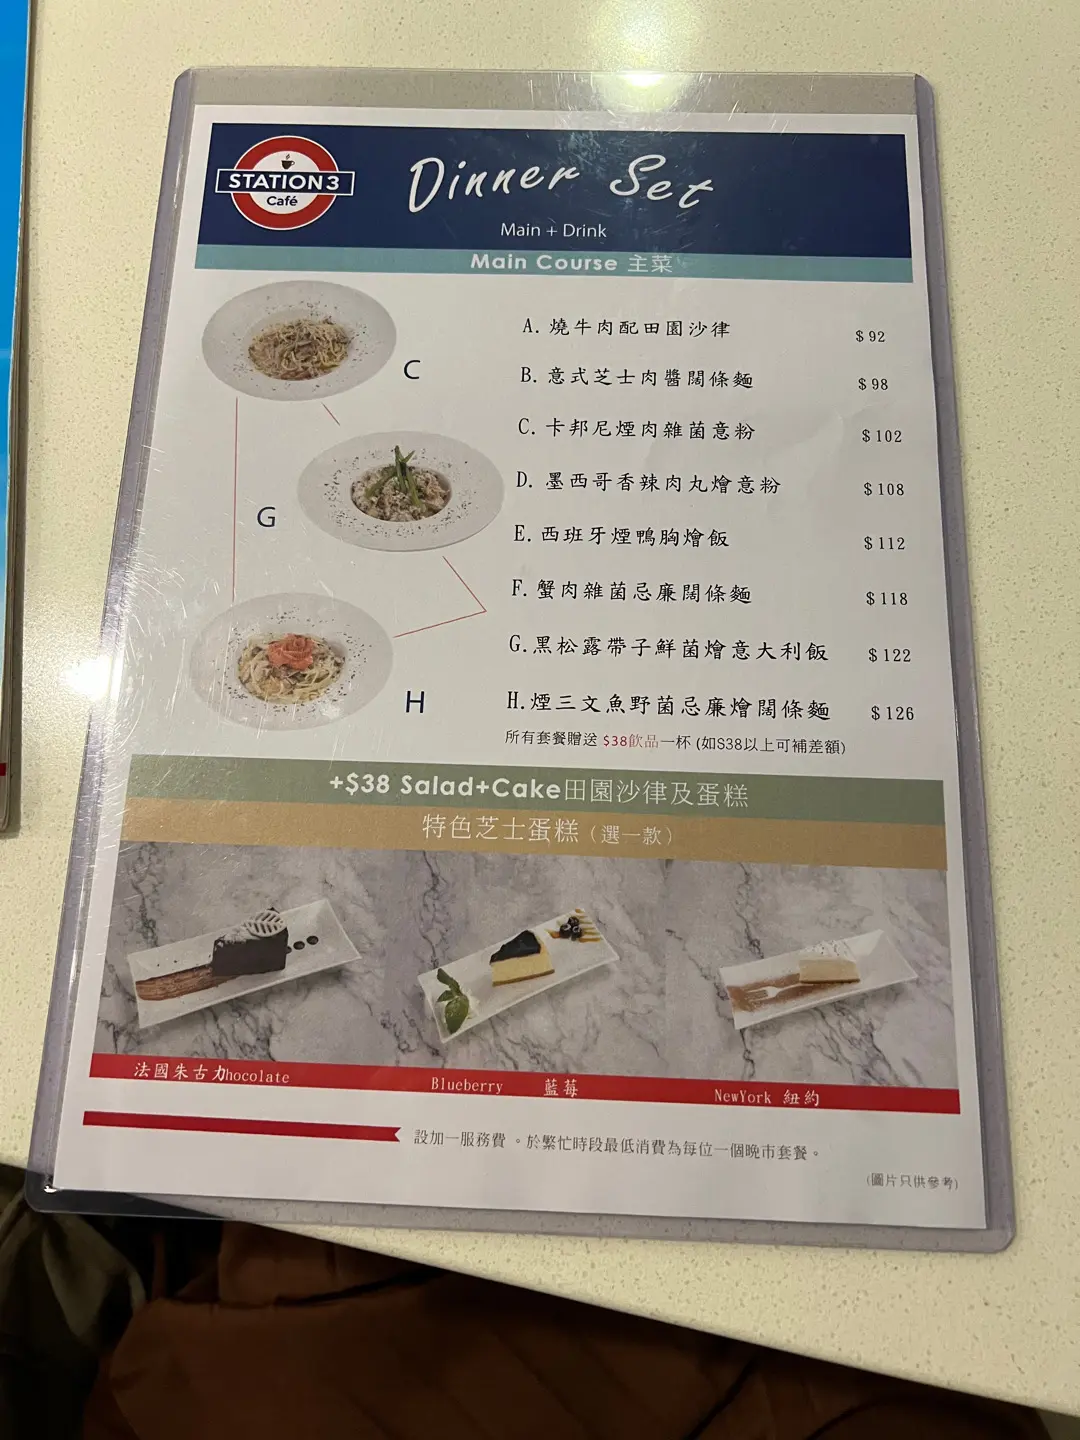 STATION 3
Café
Dinner Set
Main + Drink
Main Course 主菜
C
G
H
A. 燒牛肉配田園沙律 $92
B. 意式芝士肉醬闊條麵 $98
C. 卡邦尼煙肉雜菌意粉 $102
D. 墨西哥香辣肉丸燴意粉 $108
E. 西班牙煙鴨胸燴飯 $112
F. 蟹肉雜菌忌廉闊條麵 $118
G. 黑松露帶子鮮菌燴意大利飯 $122
H. 煙三文魚野菌忌廉燴闊條麵 $126
所有套餐贈送 $38飲品一杯 (如$38以上可補差額)
+$38 Salad+Cake田園沙律及蛋糕
特色芝士蛋糕（選一款）
法國朱古力hocolate
Blueberry 藍莓
NewYork 紐約
設加一服務費 。於繁忙時段最低消費為每位一個晚市套餐。
(圖片只供參考)